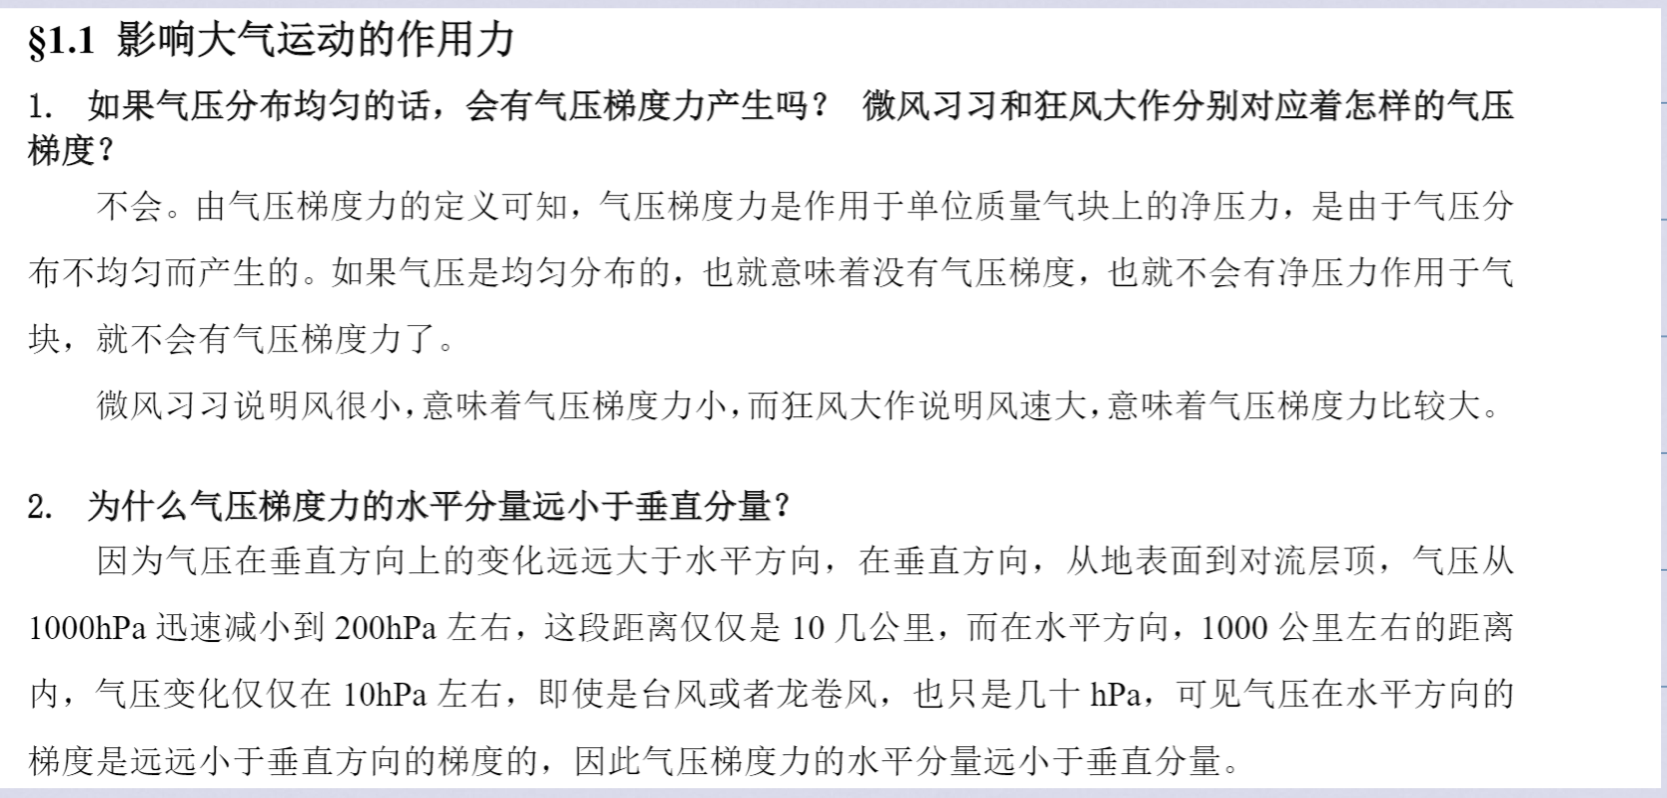 §1.1 影响大气运动的作用力
1. 如果气压分布均匀的话，会有气压梯度力产生吗？ 微风习习和狂风大作分别对应着怎样的气压
梯度？
不会。由气压梯度力的定义可知，气压梯度力是作用于单位质量气块上的净压力，是由于气压分
布不均匀而产生的。如果气压是均匀分布的，也就意味着没有气压梯度，也就不会有净压力作用于气
块，就不会有气压梯度力了。
微风习习说明风很小，意味着气压梯度力小，而狂风大作说明风速大，意味着气压梯度力比较大。
2. 为什么气压梯度力的水平分量远小于垂直分量？
因为气压在垂直方向上的变化远远大于水平方向，在垂直方向，从地表面到对流层顶，气压从
1000hPa 迅速减小到 200hPa 左右，这段距离仅仅是 10 几公里，而在水平方向，1000 公里左右的距离
内，气压变化仅仅在 10hPa 左右，即使是台风或者龙卷风，也只是几十 hPa，可见气压在水平方向的
梯度是远远小于垂直方向的梯度的，因此气压梯度力的水平分量远小于垂直分量。